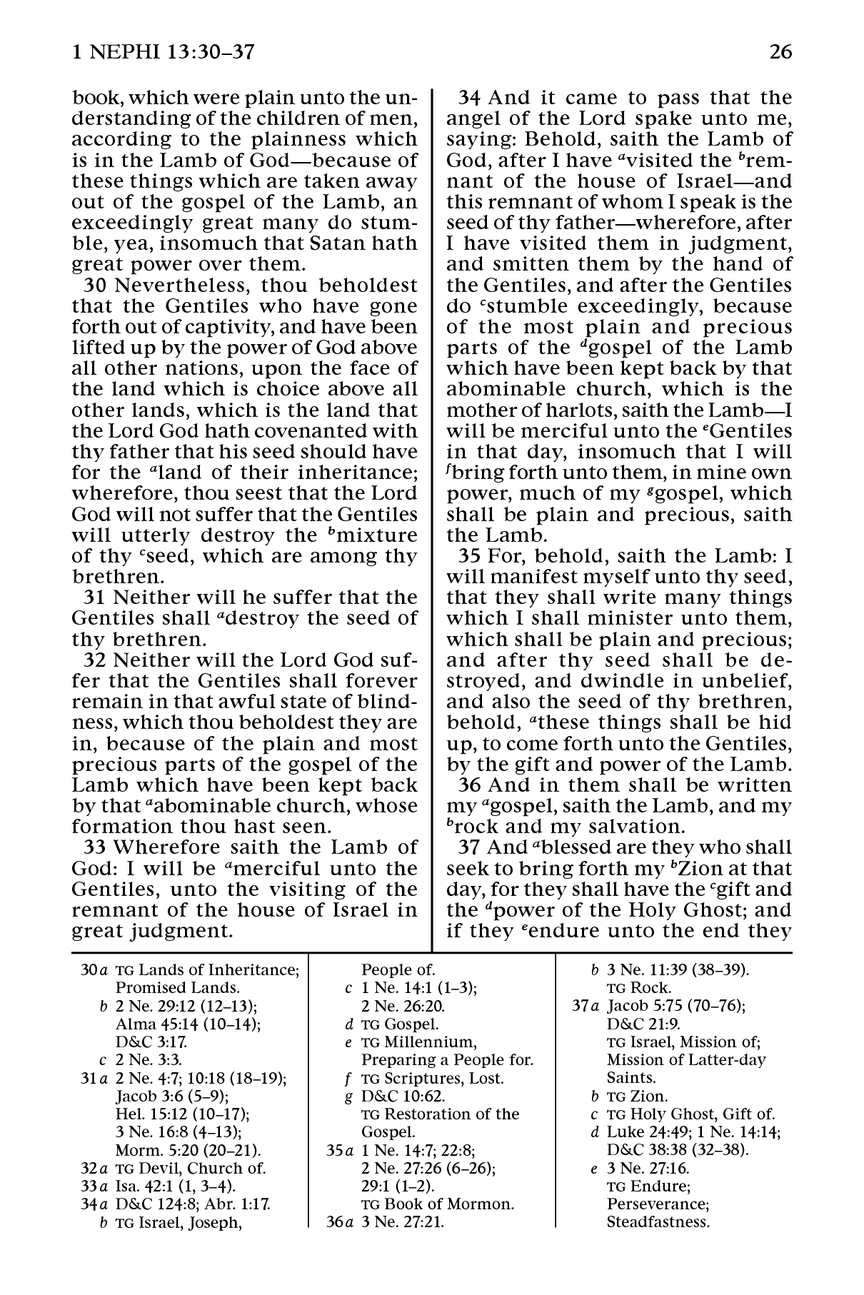 1 NEPHI 13:30–37
26
book, which were plain unto the un-
derstanding of the children of men,
according to the plainness which
is in the Lamb of God—because of
these things which are taken away
out of the gospel of the Lamb, an
exceedingly great many do stum-
ble, yea, insomuch that Satan hath
great power over them.
30 Nevertheless, thou beholdest
that the Gentiles who have gone
forth out of captivity, and have been
lifted up by the power of God above
all other nations, upon the face of
the land which is choice above all
other lands, which is the land that
the Lord God hath covenanted with
thy father that his seed should have
for the aland of their inheritance;
wherefore, thou seest that the Lord
God will not suffer that the Gentiles
will utterly destroy the bmixture
of thy cseed, which are among thy
brethren.
31 Neither will he suffer that the
Gentiles shall adestroy the seed of
thy brethren.
32 Neither will the Lord God suf-
fer that the Gentiles shall forever
remain in that awful state of blind-
ness, which thou beholdest they are
in, because of the plain and most
precious parts of the gospel of the
Lamb which have been kept back
by that aabominable church, whose
formation thou hast seen.
33 Wherefore saith the Lamb of
God: I will be amerciful unto the
Gentiles, unto the visiting of the
remnant of the house of Israel in
great judgment.
34 And it came to pass that the
angel of the Lord spake unto me,
saying: Behold, saith the Lamb of
God, after I have avisited the brem-
nant of the house of Israel—and
this remnant of whom I speak is the
seed of thy father—wherefore, after
I have visited them in judgment,
and smitten them by the hand of
the Gentiles, and after the Gentiles
do cstumble exceedingly, because
of the most plain and precious
parts of the dgospel of the Lamb
which have been kept back by that
abominable church, which is the
mother of harlots, saith the Lamb—I
will be merciful unto the eGentiles
in that day, insomuch that I will
fbring forth unto them, in mine own
power, much of my ggospel, which
shall be plain and precious, saith
the Lamb.
35 For, behold, saith the Lamb: I
will manifest myself unto thy seed,
that they shall write many things
which I shall minister unto them,
which shall be plain and precious;
and after thy seed shall be de-
stroyed, and dwindle in unbelief,
and also the seed of thy brethren,
behold, athese things shall be hid
up, to come forth unto the Gentiles,
by the gift and power of the Lamb.
36 And in them shall be written
my agospel, saith the Lamb, and my
brock and my salvation.
37 And ablessed are they who shall
seek to bring forth my bZion at that
day, for they shall have the cgift and
the dpower of the Holy Ghost; and
if they eendure unto the end they
30a TG Lands of Inheritance;
Promised Lands.
b 2 Ne. 29:12 (12–13);
Alma 45:14 (10–14);
D&C 3:17.
c 2 Ne. 3:3.
31a 2 Ne. 4:7; 10:18 (18–19);
Jacob 3:6 (5–9);
Hel. 15:12 (10–17);
3 Ne. 16:8 (4–13);
Morm. 5:20 (20–21).
32a TG Devil, Church of.
33a Isa. 42:1 (1, 3–4).
34a D&C 124:8; Abr. 1:17.
b TG Israel, Joseph,
People of.
c 1 Ne. 14:1 (1–3);
2 Ne. 26:20.
d TG Gospel.
e TG Millennium,
Preparing a People for.
f TG Scriptures, Lost.
g D&C 10:62.
TG Restoration of the
Gospel.
35a 1 Ne. 14:7; 22:8;
2 Ne. 27:26 (6–26);
29:1 (1–2).
TG Book of Mormon.
36a 3 Ne. 27:21.
b 3 Ne. 11:39 (38–39).
TG Rock.
37a Jacob 5:75 (70–76);
D&C 21:9.
TG Israel, Mission of;
Mission of Latter-day
Saints.
b TG Zion.
c TG Holy Ghost, Gift of.
d Luke 24:49; 1 Ne. 14:14;
D&C 38:38 (32–38).
e 3 Ne. 27:16.
TG Endure;
Perseverance;
Steadfastness.